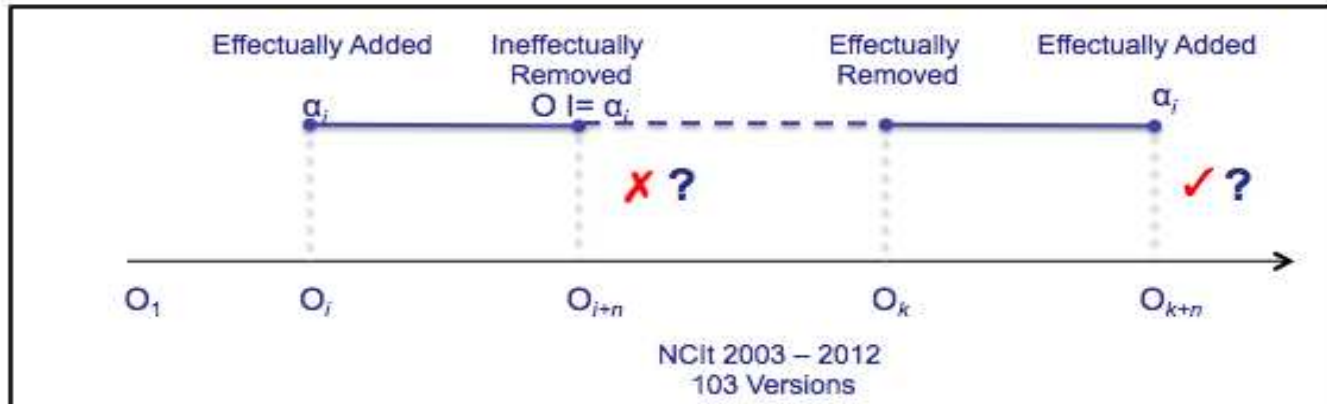 Effectually Added
Ineffectually
Removed
Effectually
Removed
Effectually Added
αᵢ
O I= αᵢ
αᵢ
✗ ?
✓ ?
O₁
Oᵢ
Oᵢ₊ₙ
Oₖ
Oₖ₊ₙ
NCIt 2003 – 2012
103 Versions